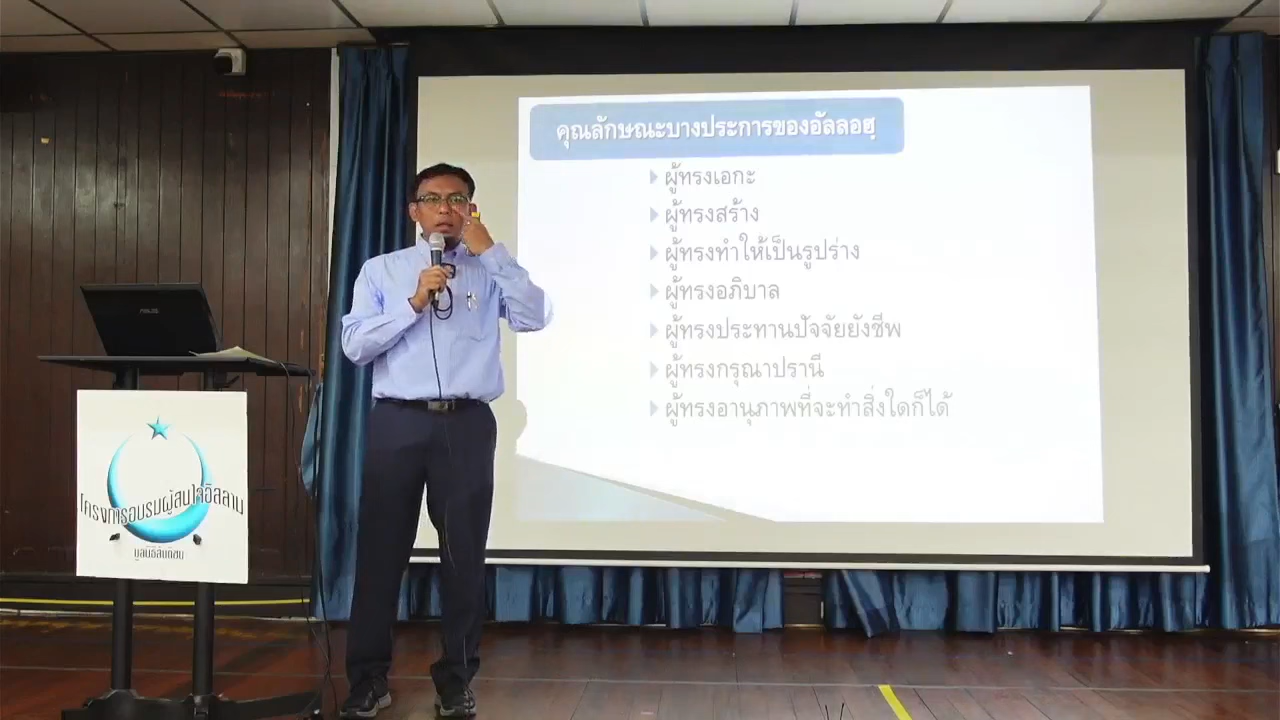 คุณลักษณะบางประการของอัลลอฮฺ
ผู้ทรงเอกะ
ผู้ทรงสร้าง
ผู้ทรงทำให้เป็นรูปร่าง
ผู้ทรงอภิบาล
ผู้ทรงประทานปัจจัยยังชีพ
ผู้ทรงกรุณาปรานี
ผู้ทรงอานุภาพที่จะทำสิ่งใดก็ได้
ASUS
โครงการอบรมผู้สนใจอิสลาม
มูลนิธิสันติชน